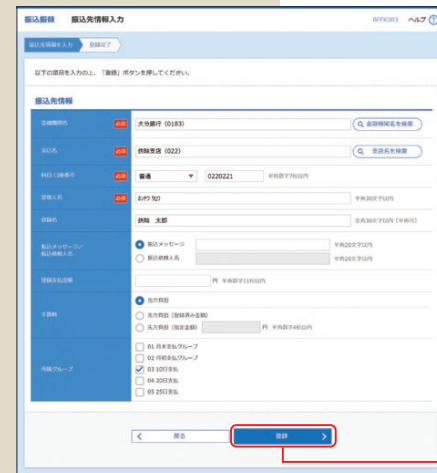 振込振替 振込先情報入力 BFFK003 ヘルプ
振込先情報を入力 登録完了
以下の項目を入力の上、「登録」ボタンを押してください。
振込先情報
金融機関名 必須 大分銀行（0183） 金融機関名を検索
支店名 必須 鉄輪支店（022） 支店名を検索
科目/口座番号 必須 普通 0220221 半角数字7桁以内
受取人名 必須 半角30文字以内
登録名 鉄輪 太郎 全角30文字以内［半角可］
振込メッセージ/ 振込メッセージ 半角20文字以内
振込依頼人名 振込依頼人名 半角20文字以内
登録支払金額 円 半角数字11桁以内
手数料 当方負担
先方負担（登録済み金額）
先方負担（指定金額） 円 半角数字4桁以内
所属グループ 01 月末支払グループ
02 月初支払グループ
03 10日支払
04 20日支払
05 25日支払
戻る 登録